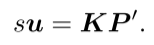 su = KP′.